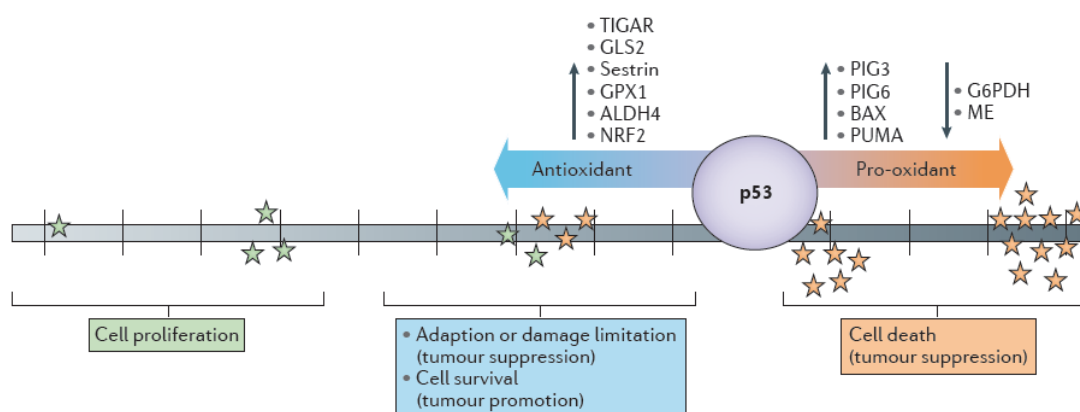 • TIGAR
• GLS2
• Sestrin
• GPX1
• ALDH4
• NRF2
• PIG3
• PIG6
• BAX
• PUMA
• G6PDH
• ME
Antioxidant
p53
Pro-oxidant
Cell proliferation
• Adaption or damage limitation
(tumour suppression)
• Cell survival
(tumour promotion)
Cell death
(tumour suppression)